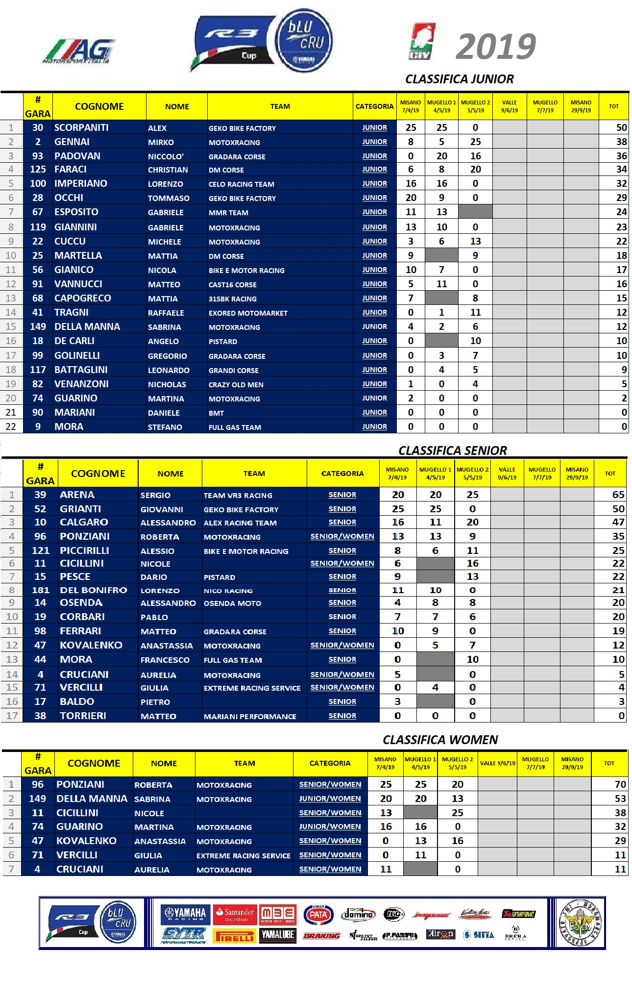 AG
MOTORSPORT ITALIA
R3
Cup
bLU
cRU
YAMAHA
CIV
2019
CLASSIFICA JUNIOR
# GARA COGNOME NOME TEAM CATEGORIA MISANO 7/4/19 MUGELLO 1 4/5/19 MUGELLO 2 5/5/19 VALLE 9/6/19 MUGELLO 7/7/19 MISANO 29/9/19 TOT
1 30 SCORPANITI ALEX GEKO BIKE FACTORY JUNIOR 25 25 0 50
2 2 GENNAI MIRKO MOTOXRACING JUNIOR 8 5 25 38
3 93 PADOVAN NICCOLO' GRADARA CORSE JUNIOR 0 20 16 36
4 125 FARACI CHRISTIAN DM CORSE JUNIOR 6 8 20 34
5 100 IMPERIANO LORENZO CELO RACING TEAM JUNIOR 16 16 0 32
6 28 OCCHI TOMMASO GEKO BIKE FACTORY JUNIOR 20 9 0 29
7 67 ESPOSITO GABRIELE MMR TEAM JUNIOR 11 13 24
8 119 GIANNINI GABRIELE MOTOXRACING JUNIOR 13 10 0 23
9 22 CUCCU MICHELE MOTOXRACING JUNIOR 3 6 13 22
10 25 MARTELLA MATTIA DM CORSE JUNIOR 9 9 18
11 56 GIANICO NICOLA BIKE E MOTOR RACING JUNIOR 10 7 0 17
12 91 VANNUCCI MATTEO CAST16 CORSE JUNIOR 5 11 0 16
13 68 CAPOGRECO MATTIA 31SBK RACING JUNIOR 7 8 15
14 41 TRAGNI RAFFAELE EXORED MOTOMARKET JUNIOR 0 1 11 12
15 149 DELLA MANNA SABRINA MOTOXRACING JUNIOR 4 2 6 12
16 18 DE CARLI ANGELO PISTARD JUNIOR 0 10 10
17 99 GOLINELLI GREGORIO GRADARA CORSE JUNIOR 0 3 7 10
18 117 BATTAGLINI LEONARDO GRANDI CORSE JUNIOR 0 4 5 9
19 82 VENANZONI NICHOLAS CRAZY OLD MEN JUNIOR 1 0 4 5
20 74 GUARINO MARTINA MOTOXRACING JUNIOR 2 0 0 2
21 90 MARIANI DANIELE BMT JUNIOR 0 0 0 0
22 9 MORA STEFANO FULL GAS TEAM JUNIOR 0 0 0 0
CLASSIFICA SENIOR
# GARA COGNOME NOME TEAM CATEGORIA MISANO 7/4/19 MUGELLO 1 4/5/19 MUGELLO 2 5/5/19 VALLE 9/6/19 MUGELLO 7/7/19 MISANO 29/9/19 TOT
1 39 ARENA SERGIO TEAM VR3 RACING SENIOR 20 20 25 65
2 52 GRIANTI GIOVANNI GEKO BIKE FACTORY SENIOR 25 25 0 50
3 10 CALGARO ALESSANDRO ALEX RACING TEAM SENIOR 16 11 20 47
4 96 PONZIANI ROBERTA MOTOXRACING SENIOR/WOMEN 13 13 9 35
5 121 PICCIRILLI ALESSIO BIKE E MOTOR RACING SENIOR 8 6 11 25
6 11 CICILLINI NICOLE SENIOR/WOMEN 6 16 22
7 15 PESCE DARIO PISTARD SENIOR 9 13 22
8 181 DEL BONIFRO LORENZO NICO RACING SENIOR 11 10 0 21
9 14 OSENDA ALESSANDRO OSENDA MOTO SENIOR 4 8 8 20
10 19 CORBARI PABLO SENIOR 7 7 6 20
11 98 FERRARI MATTEO GRADARA CORSE SENIOR 10 9 0 19
12 47 KOVALENKO ANASTASSIA MOTOXRACING SENIOR/WOMEN 0 5 7 12
13 44 MORA FRANCESCO FULL GAS TEAM SENIOR 0 10 10
14 4 CRUCIANI AURELIA MOTOXRACING SENIOR/WOMEN 5 0 5
15 71 VERCILLI GIULIA EXTREME RACING SERVICE SENIOR/WOMEN 0 4 0 4
16 17 BALDO PIETRO SENIOR 3 0 3
17 38 TORRIERI MATTEO MARIANI PERFORMANCE SENIOR 0 0 0 0
CLASSIFICA WOMEN
# GARA COGNOME NOME TEAM CATEGORIA MISANO 7/4/19 MUGELLO 1 4/5/19 MUGELLO 2 5/5/19 VALLE 9/6/19 MUGELLO 7/7/19 MISANO 29/9/19 TOT
1 96 PONZIANI ROBERTA MOTOXRACING SENIOR/WOMEN 25 25 20 70
2 149 DELLA MANNA SABRINA MOTOXRACING JUNIOR/WOMEN 20 20 13 53
3 11 CICILLINI NICOLE SENIOR/WOMEN 13 25 38
4 74 GUARINO MARTINA MOTOXRACING JUNIOR/WOMEN 16 16 0 32
5 47 KOVALENKO ANASTASSIA MOTOXRACING SENIOR/WOMEN 0 13 16 29
6 71 VERCILLI GIULIA EXTREME RACING SERVICE SENIOR/WOMEN 0 11 0 11
7 4 CRUCIANI AURELIA MOTOXRACING SENIOR/WOMEN 11 0 11
R3 Cup bLU cRU YAMAHA
YAMAHA RACING Santander CONSUMER BANK MBE MOTOR BIKE EXPO SNACK PATA domino R&G JetPrime ValterMoto AKRAPOVIČ
GYTR PERFORMANCE PRODUCTS PIRELLI YAMALUBE BRAKING SPRINT FILTER F.FABBRI ACCESSORI Kiron SITTA B BRERA OROLOGI
FMI MONOMARCA APPROVATO